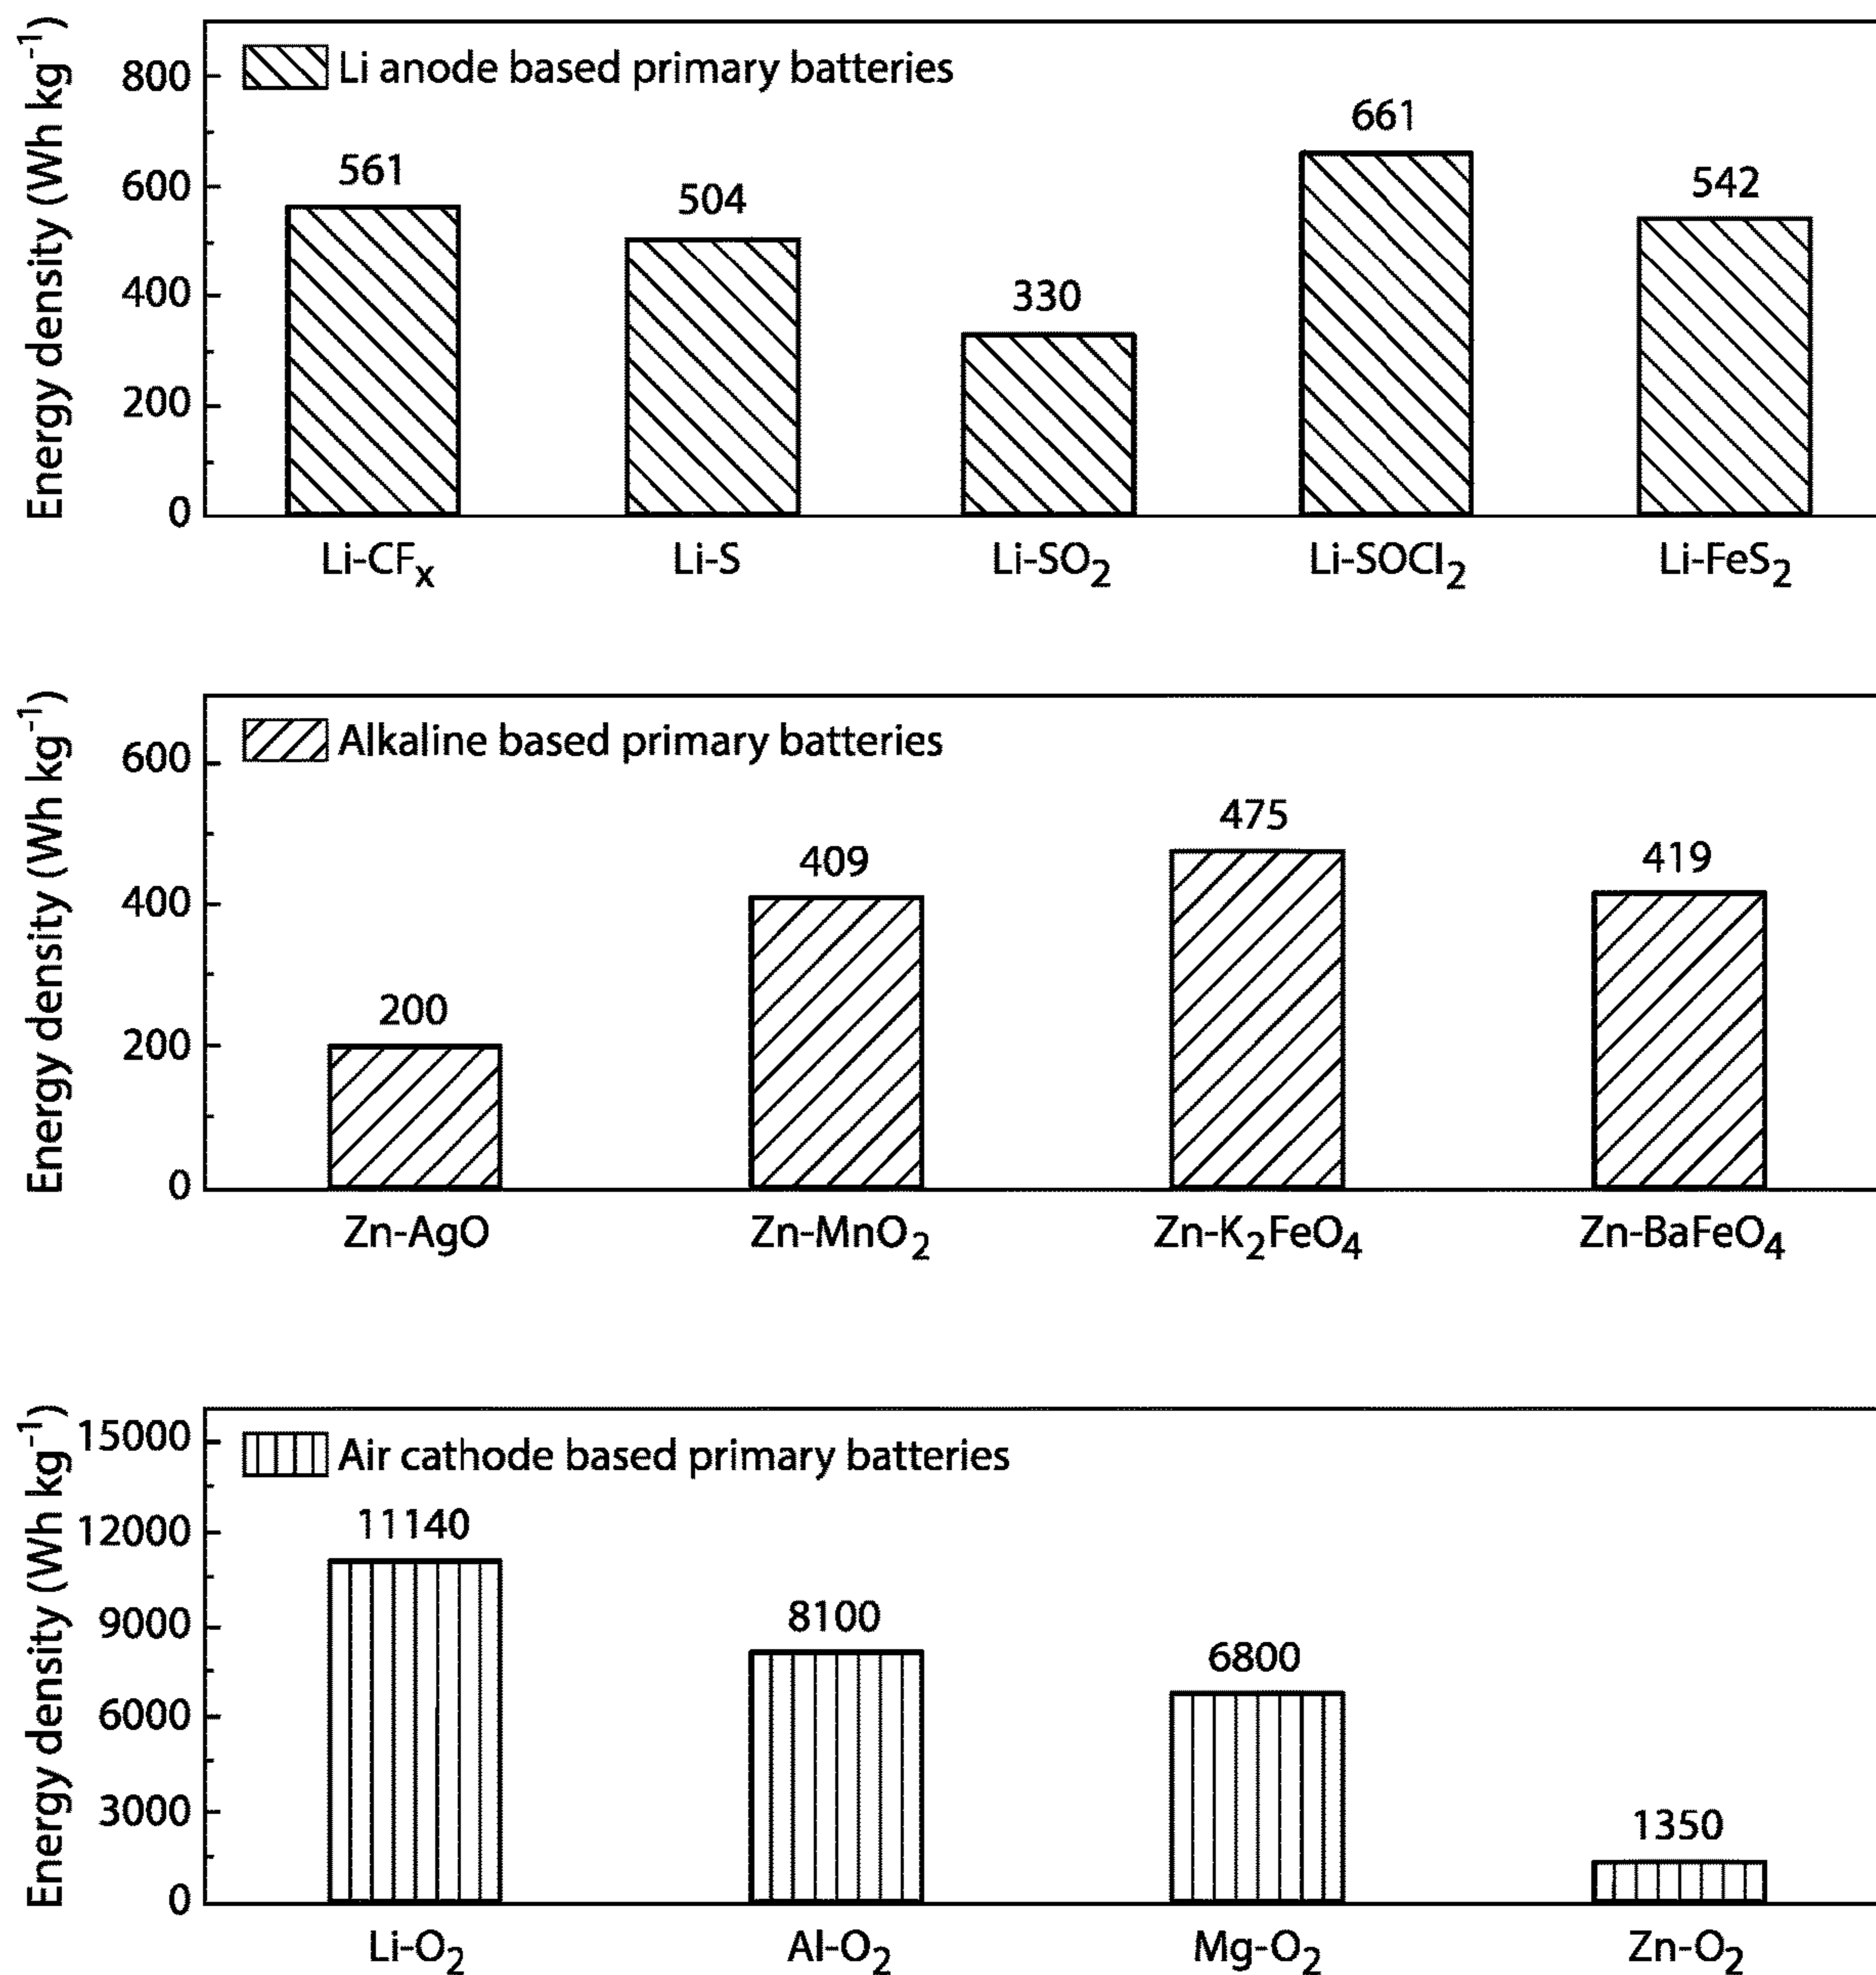 Energy density (Wh kg⁻¹)
800
600
400
200
0
Li anode based primary batteries
561
504
330
661
542
Li-CFₓ
Li-S
Li-SO₂
Li-SOCl₂
Li-FeS₂
Energy density (Wh kg⁻¹)
600
400
200
0
Alkaline based primary batteries
200
409
475
419
Zn-AgO
Zn-MnO₂
Zn-K₂FeO₄
Zn-BaFeO₄
Energy density (Wh kg⁻¹)
15000
12000
9000
6000
3000
0
Air cathode based primary batteries
11140
8100
6800
1350
Li-O₂
Al-O₂
Mg-O₂
Zn-O₂